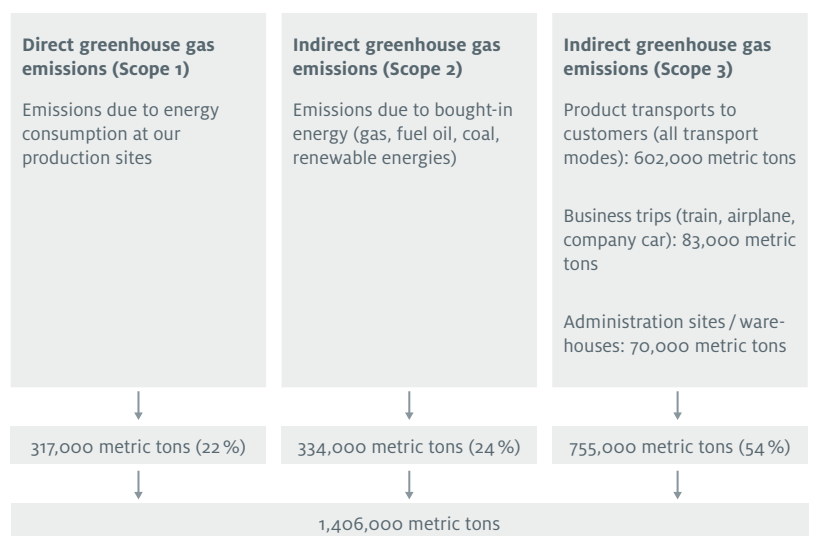 Direct greenhouse gas
emissions (Scope 1)
Emissions due to energy
consumption at our
production sites
Indirect greenhouse gas
emissions (Scope 2)
Emissions due to bought-in
energy (gas, fuel oil, coal,
renewable energies)
Indirect greenhouse gas
emissions (Scope 3)
Product transports to
customers (all transport
modes): 602,000 metric tons
Business trips (train, airplane,
company car): 83,000 metric
tons
Administration sites / ware-
houses: 70,000 metric tons
317,000 metric tons (22 %)
334,000 metric tons (24 %)
755,000 metric tons (54 %)
1,406,000 metric tons